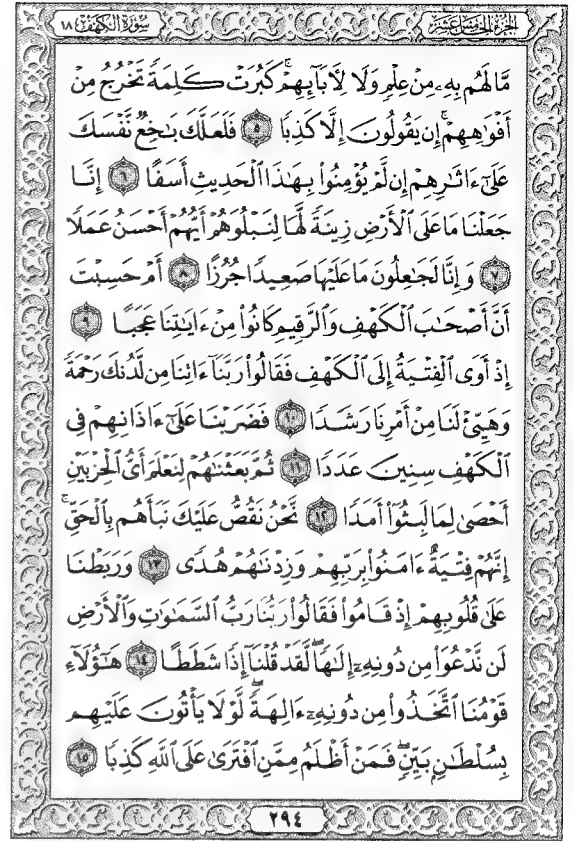 الجزء الخامس عشر
سورة الكهف ١٨
مَّا لَهُم بِهِۦ مِنْ عِلْمٍ وَلَا لِآبَآئِهِمْ ۚ كَبُرَتْ كَلِمَةً تَخْرُجُ مِنْ
أَفْوَٰهِهِمْ ۚ إِن يَقُولُونَ إِلَّا كَذِبًا ٥ فَلَعَلَّكَ بَٰخِعٌ نَّفْسَكَ
عَلَىٰٓ ءَاثَٰرِهِمْ إِن لَّمْ يُؤْمِنُوا۟ بِهَٰذَا ٱلْحَدِيثِ أَسَفًا ٦ إِنَّا
جَعَلْنَا مَا عَلَى ٱلْأَرْضِ زِينَةً لَّهَا لِنَبْلُوَهُمْ أَيُّهُمْ أَحْسَنُ عَمَلًا
٧ وَإِنَّا لَجَٰعِلُونَ مَا عَلَيْهَا صَعِيدًا جُرُزًا ٨ أَمْ حَسِبْتَ
أَنَّ أَصْحَٰبَ ٱلْكَهْفِ وَٱلرَّقِيمِ كَانُوا۟ مِنْ ءَايَٰتِنَا عَجَبًا ٩
إِذْ أَوَى ٱلْفِتْيَةُ إِلَى ٱلْكَهْفِ فَقَالُوا۟ رَبَّنَآ ءَاتِنَا مِن لَّدُنكَ رَحْمَةً
وَهَيِّئْ لَنَا مِنْ أَمْرِنَا رَشَدًا ١٠ فَضَرَبْنَا عَلَىٰٓ ءَاذَانِهِمْ فِى
ٱلْكَهْفِ سِنِينَ عَدَدًا ١١ ثُمَّ بَعَثْنَٰهُمْ لِنَعْلَمَ أَىُّ ٱلْحِزْبَيْنِ
أَحْصَىٰ لِمَا لَبِثُوٓا۟ أَمَدًا ١٢ نَّحْنُ نَقُصُّ عَلَيْكَ نَبَأَهُم بِٱلْحَقِّ ۚ
إِنَّهُمْ فِتْيَةٌ ءَامَنُوا۟ بِرَبِّهِمْ وَزِدْنَٰهُمْ هُدًى ١٣ وَرَبَطْنَا
عَلَىٰ قُلُوبِهِمْ إِذْ قَامُوا۟ فَقَالُوا۟ رَبُّنَا رَبُّ ٱلسَّمَٰوَٰتِ وَٱلْأَرْضِ
لَن نَّدْعُوَا۟ مِن دُونِهِۦٓ إِلَٰهًا ۖ لَّقَدْ قُلْنَآ إِذًا شَطَطًا ١٤ هَٰٓؤُلَآءِ
قَوْمُنَا ٱتَّخَذُوا۟ مِن دُونِهِۦٓ ءَالِهَةً ۖ لَّوْلَا يَأْتُونَ عَلَيْهِم
بِسُلْطَٰنٍۭ بَيِّنٍ ۖ فَمَنْ أَظْلَمُ مِمَّنِ ٱفْتَرَىٰ عَلَى ٱللَّهِ كَذِبًا ١٥
٢٩٤